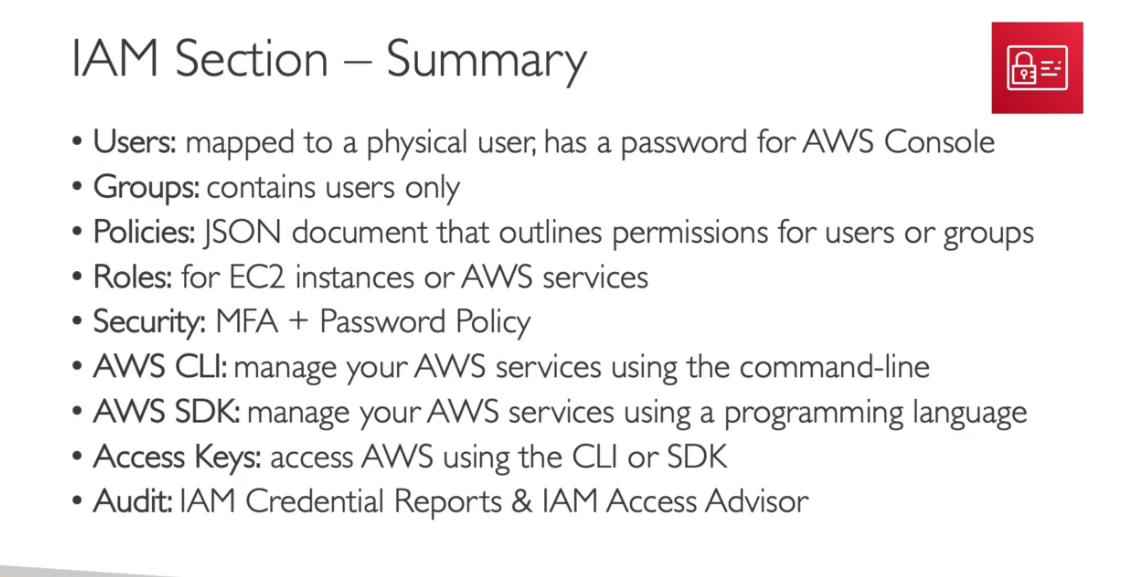 IAM Section – Summary
• Users: mapped to a physical user, has a password for AWS Console
• Groups: contains users only
• Policies: JSON document that outlines permissions for users or groups
• Roles: for EC2 instances or AWS services
• Security: MFA + Password Policy
• AWS CLI: manage your AWS services using the command-line
• AWS SDK: manage your AWS services using a programming language
• Access Keys: access AWS using the CLI or SDK
• Audit: IAM Credential Reports & IAM Access Advisor